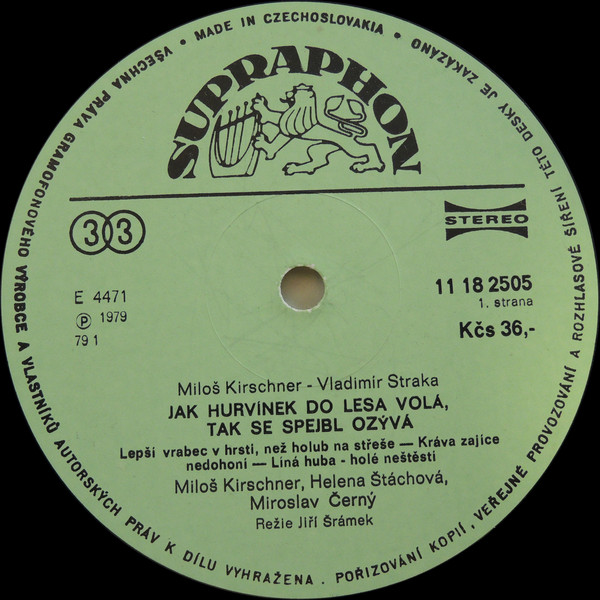 MADE IN CZECHOSLOVAKIA •
VŠECHNA PRÁVA GRAMOFONOVÉHO VÝROBCE A VLASTNÍKŮ AUTORSKÝCH PRÁV K DÍLU VYHRAŽENA . POŘIZOVÁNÍ KOPIÍ , VEŘEJNÉ PROVOZOVÁNÍ A ROZHLASOVÉ ŠÍŘENÍ TÉTO DESKY JE ZAKÁZÁNO •
SUPRAPHON
33
STEREO
E 4471
Ⓟ 1979
79 1
11 18 2505
1. strana
Kčs 36,-
Miloš Kirschner - Vladimír Straka
JAK HURVÍNEK DO LESA VOLÁ,
TAK SE SPEJBL OZÝVÁ
Lepší vrabec v hrsti, než holub na střeše — Kráva zajíce
nedohoní — Líná huba - holé neštěstí
Miloš Kirschner, Helena Štáchová,
Miroslav Černý
Režie Jiří Šrámek